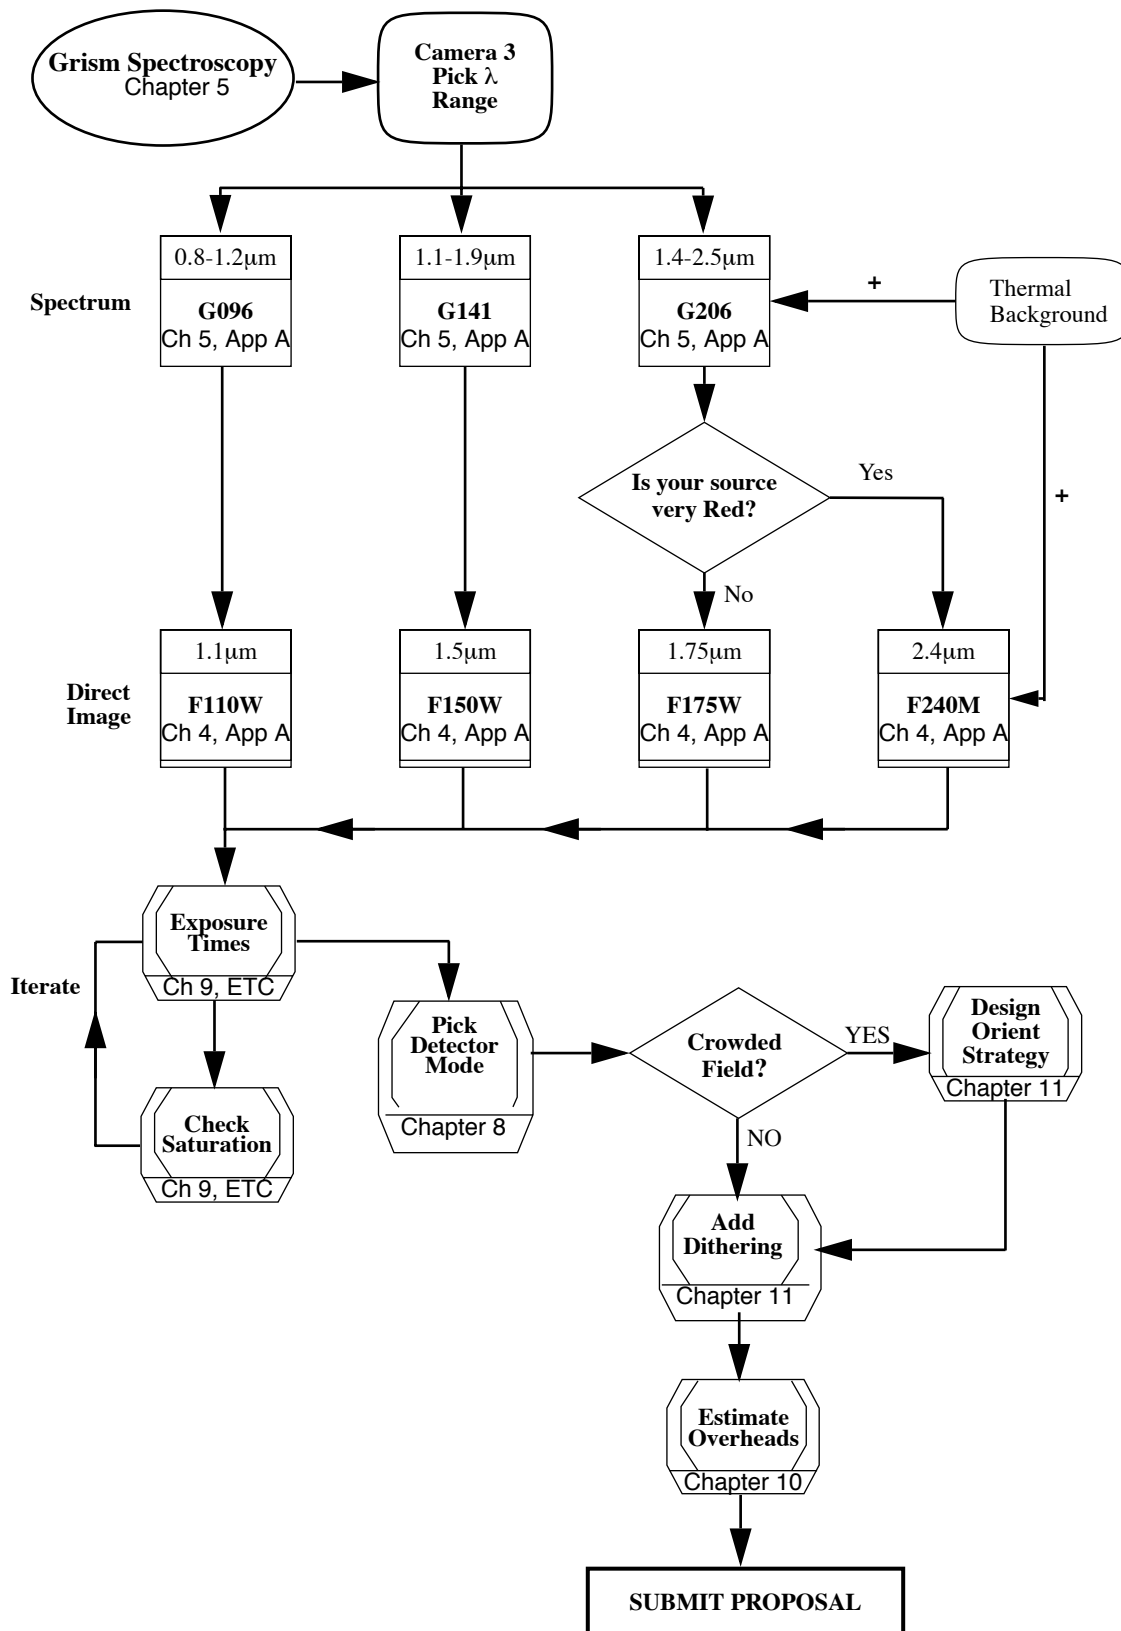 Grism Spectroscopy
Chapter 5
Camera 3
Pick λ
Range
Spectrum
0.8-1.2μm
G096
Ch 5, App A
1.1-1.9μm
G141
Ch 5, App A
1.4-2.5μm
G206
Ch 5, App A
+
Thermal
Background
Is your source
very Red?
Yes
+
No
Direct
Image
1.1μm
F110W
Ch 4, App A
1.5μm
F150W
Ch 4, App A
1.75μm
F175W
Ch 4, App A
2.4μm
F240M
Ch 4, App A
Exposure
Times
Ch 9, ETC
Iterate
Check
Saturation
Ch 9, ETC
Pick
Detector
Mode
Chapter 8
Crowded
Field?
YES
Design
Orient
Strategy
Chapter 11
NO
Add
Dithering
Chapter 11
Estimate
Overheads
Chapter 10
SUBMIT PROPOSAL